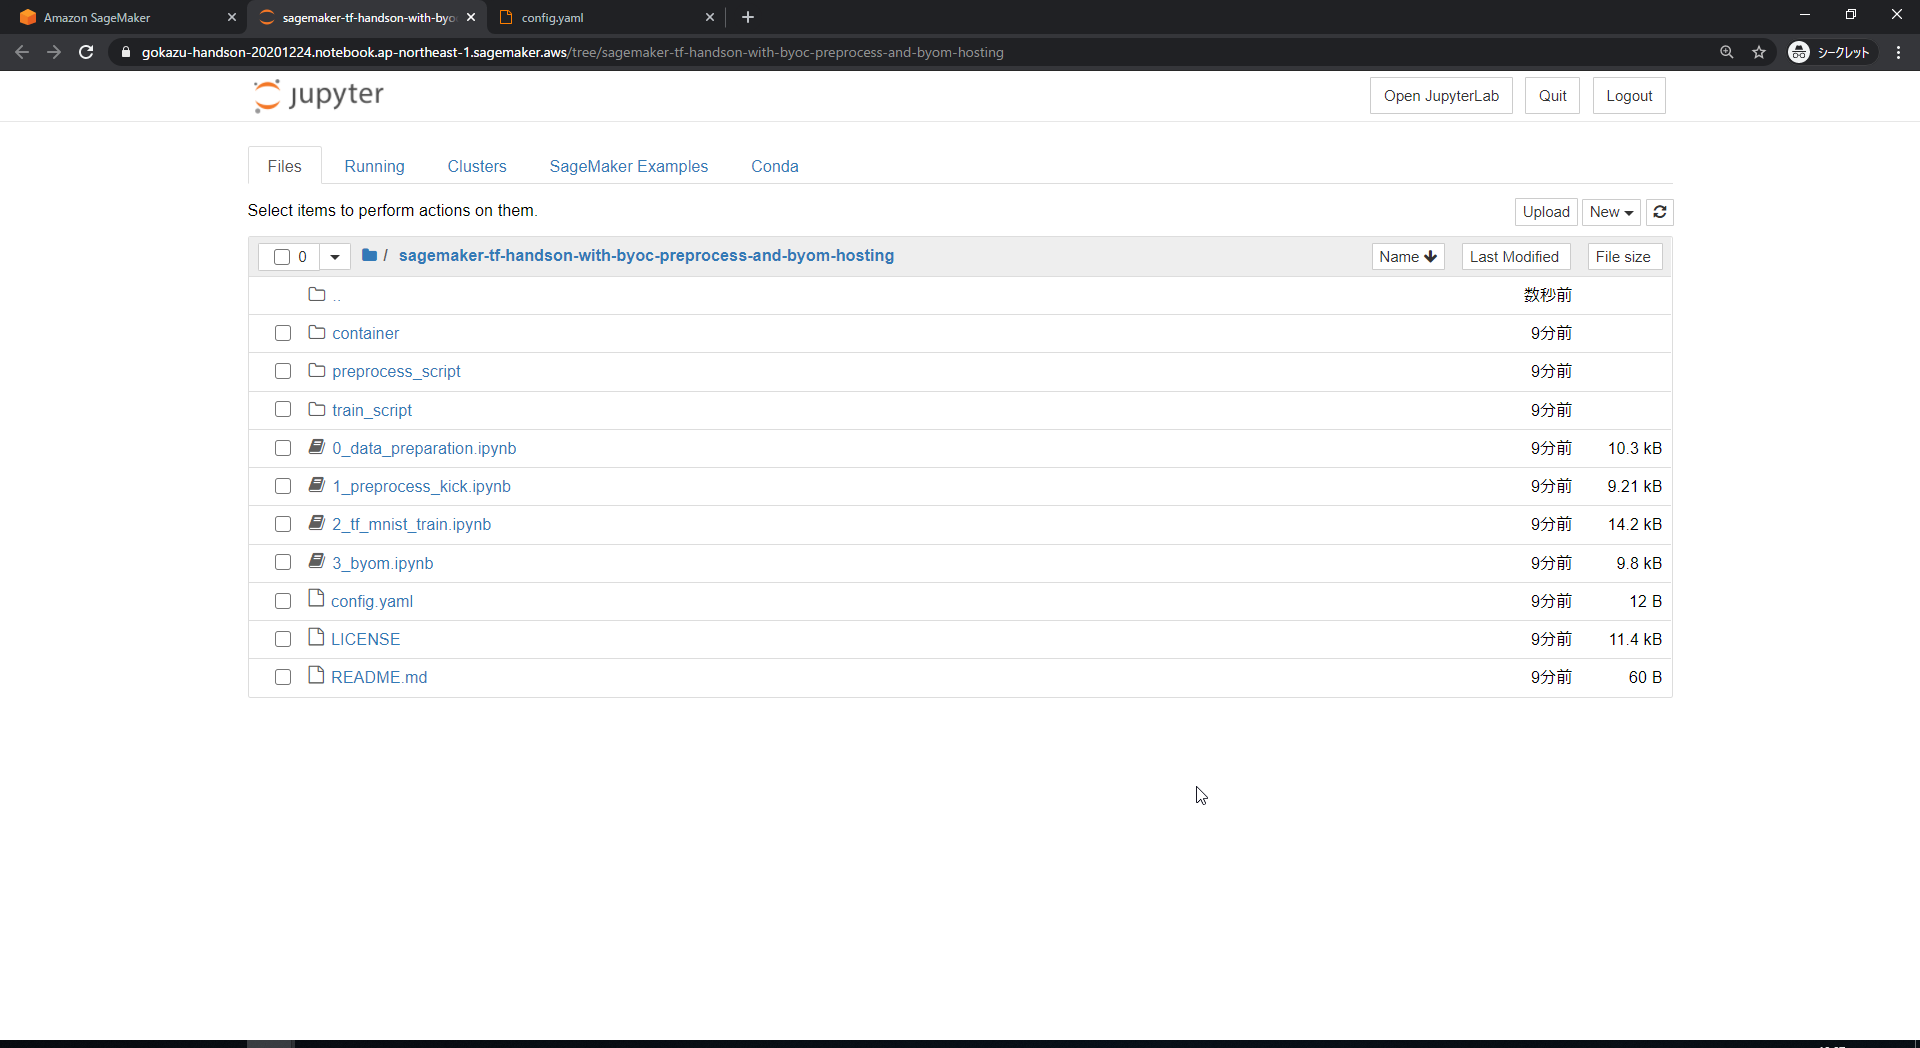 Amazon SageMaker
sagemaker-tf-handson-with-byo
config.yaml
gokazu-handson-20201224.notebook.ap-northeast-1.sagemaker.aws/tree/sagemaker-tf-handson-with-byoc-preprocess-and-byom-hosting
シークレット
jupyter
Open JupyterLab
Quit
Logout
Files
Running
Clusters
SageMaker Examples
Conda
Select items to perform actions on them.
Upload
New
0
/ sagemaker-tf-handson-with-byoc-preprocess-and-byom-hosting
Name
Last Modified
File size
.. 数秒前
container 9分前
preprocess_script 9分前
train_script 9分前
0_data_preparation.ipynb 9分前 10.3 kB
1_preprocess_kick.ipynb 9分前 9.21 kB
2_tf_mnist_train.ipynb 9分前 14.2 kB
3_byom.ipynb 9分前 9.8 kB
config.yaml 9分前 12 B
LICENSE 9分前 11.4 kB
README.md 9分前 60 B